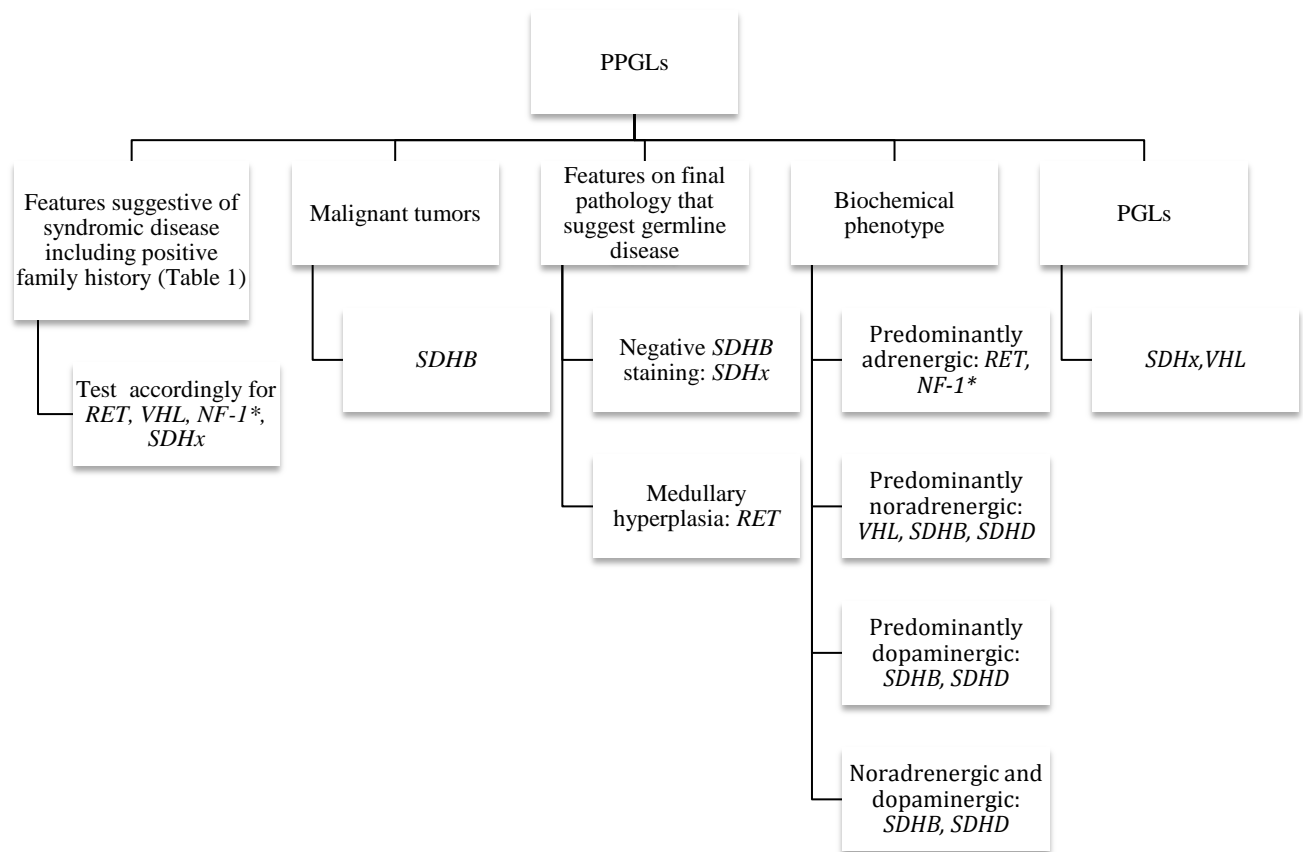 PPGLs
Features suggestive of
syndromic disease
including positive
family history (Table 1)
Test accordingly for
RET, VHL, NF-1*,
SDHx
Malignant tumors
SDHB
Features on final
pathology that
suggest germline
disease
Negative SDHB
staining: SDHx
Medullary
hyperplasia: RET
Biochemical
phenotype
Predominantly
adrenergic: RET,
NF-1*
Predominantly
noradrenergic:
VHL, SDHB, SDHD
Predominantly
dopaminergic:
SDHB, SDHD
Noradrenergic and
dopaminergic:
SDHB, SDHD
PGLs
SDHx,VHL